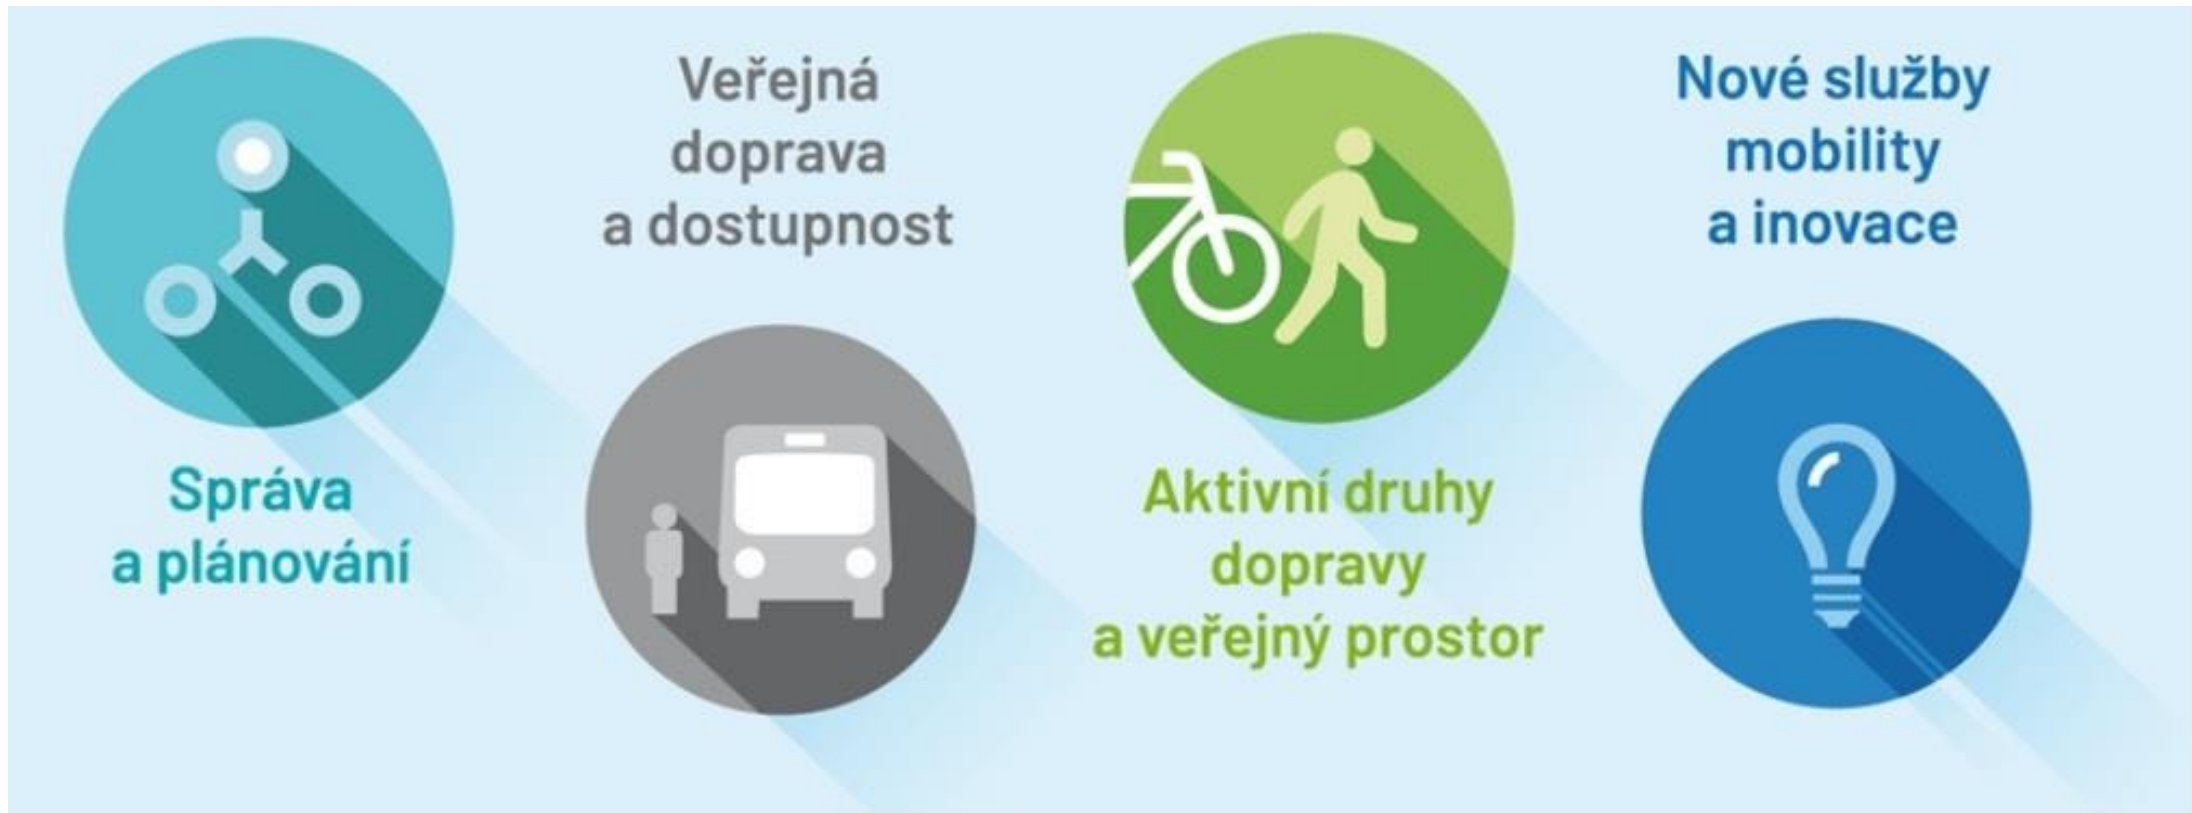 Správa
a plánování
Veřejná
doprava
a dostupnost
Aktivní druhy
dopravy
a veřejný prostor
Nové služby
mobility
a inovace